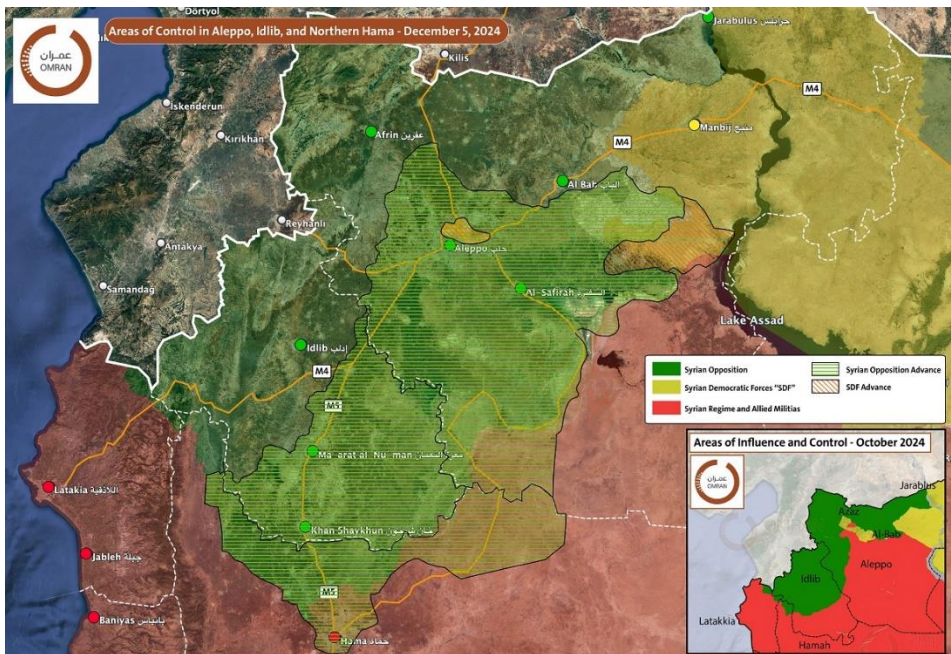 Areas of Control in Aleppo, Idlib, and Northern Hama - December 5, 2024
عمران
OMRAN
Dörtyol
Jarabulus جرابلس
Kilis
M4
İskenderun
Kırıkhan
Afrin عفرين
M4
Manbij منبج
Al Bab الباب
Reyhanlı
Antakya
Aleppo حلب
Samandağ
Al-Safirah السفيرة
Lake Assad
Idlib إدلب
M4
M5
Syrian Opposition
Syrian Opposition Advance
Syrian Democratic Forces "SDF"
SDF Advance
Syrian Regime and Allied Militias
Ma`arat al-Nu`man معرة النعمان
Latakia اللاذقية
Khan Shaykhun خان شيخون
Jableh جبلة
M5
Baniyas بانياس
Hama حماه
Areas of Influence and Control - October 2024
عمران
OMRAN
Jarablus
Azaz
Al-Bab
Aleppo
Idlib
Latakkia
Hamah